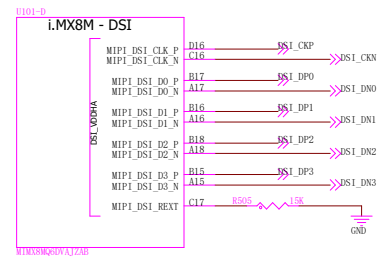 U101-D
i.MX8M - DSI
DSI_VDDHA
MIPI_DSI_CLK_P D16 DSI_CKP
MIPI_DSI_CLK_N C16 DSI_CKN
MIPI_DSI_D0_P B17 DSI_DP0
MIPI_DSI_D0_N A17 DSI_DN0
MIPI_DSI_D1_P B16 DSI_DP1
MIPI_DSI_D1_N A16 DSI_DN1
MIPI_DSI_D2_P B18 DSI_DP2
MIPI_DSI_D2_N A18 DSI_DN2
MIPI_DSI_D3_P B15 DSI_DP3
MIPI_DSI_D3_N A15 DSI_DN3
MIPI_DSI_REXT C17 R505 15K
GND
MIMX8MQ6DVAJZAB